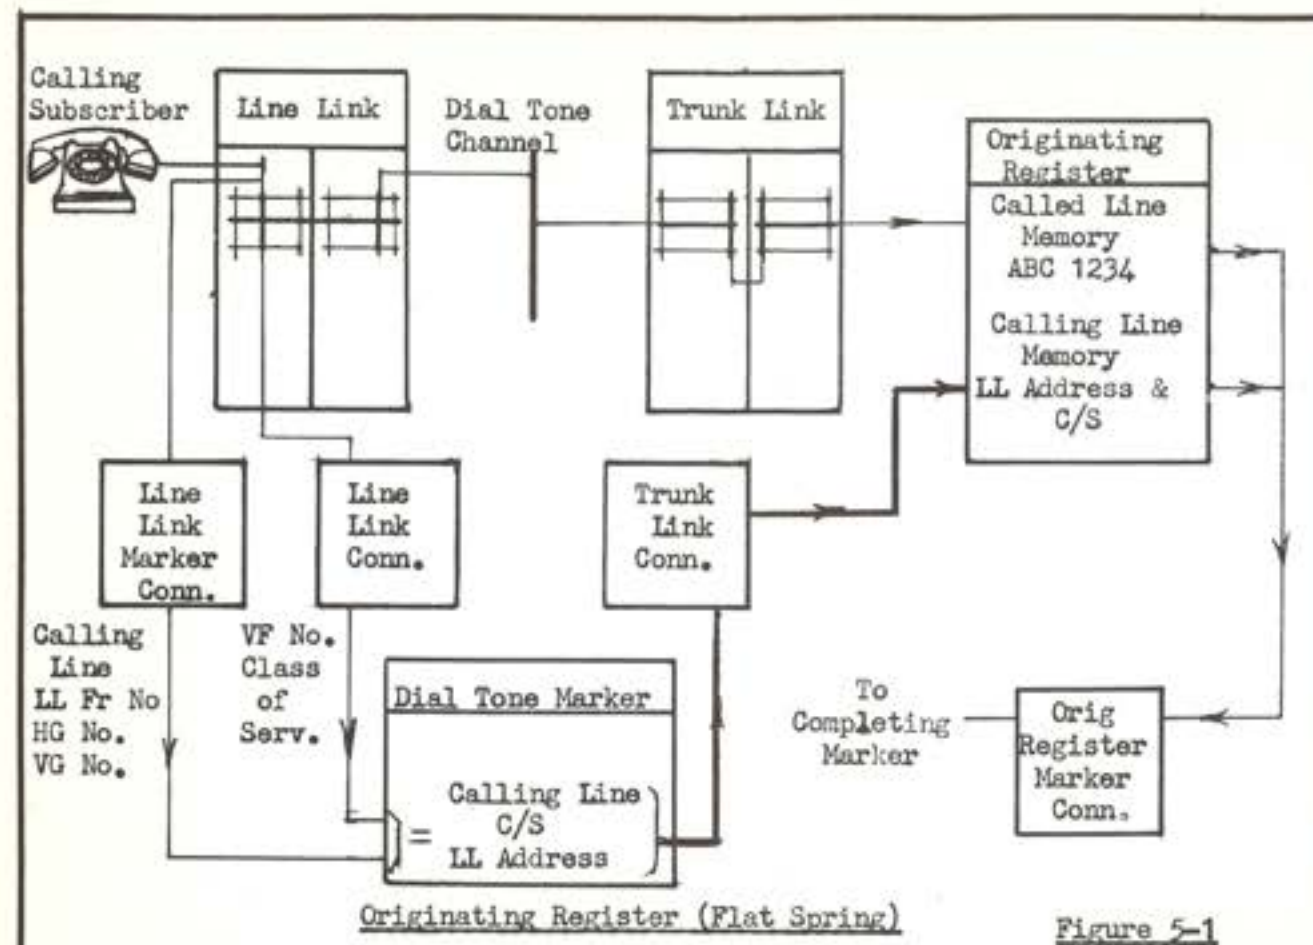 Calling
Subscriber
Line Link
Dial Tone
Channel
Trunk Link
Originating
Register
Called Line
Memory
ABC 1234
Calling Line
Memory
LL Address &
C/S
Line
Link
Marker
Conn.
Line
Link
Conn.
Trunk
Link
Conn.
Calling
Line
LL Fr No
HG No.
VG No.
VF No.
Class
of
Serv.
Dial Tone Marker
Calling Line
= C/S
LL Address
To
Completing
Marker
Orig
Register
Marker
Conn.
Originating Register (Flat Spring)
Figure 5-1